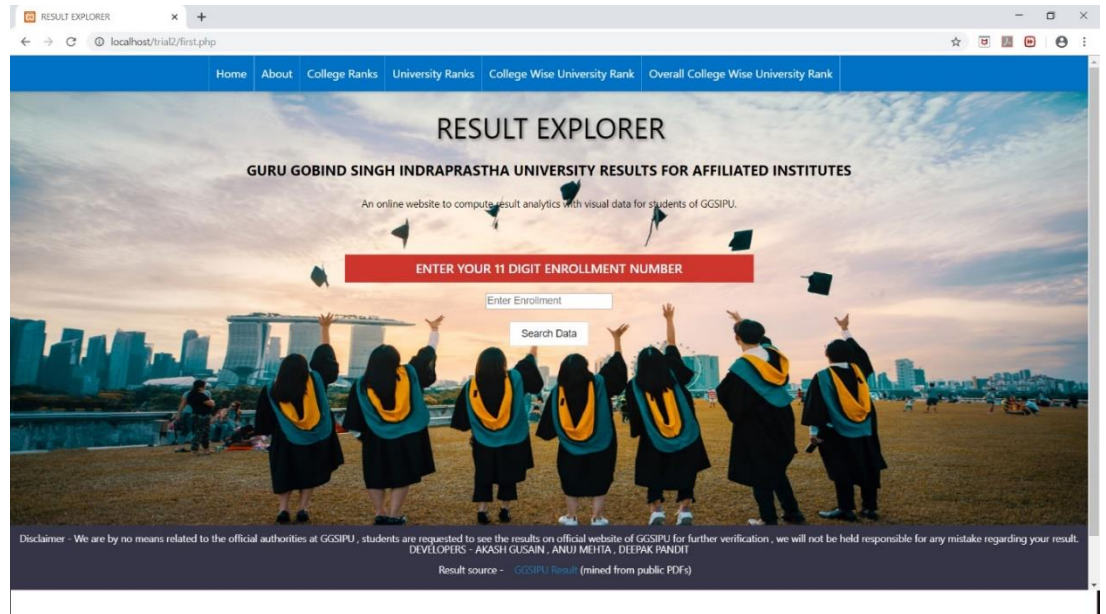 RESULT EXPLORER
localhost/trial2/first.php
Home About College Ranks University Ranks College Wise University Rank Overall College Wise University Rank
RESULT EXPLORER
GURU GOBIND SINGH INDRAPRASTHA UNIVERSITY RESULTS FOR AFFILIATED INSTITUTES
An online website to compute result analytics with visual data for students of GGSIPU.
ENTER YOUR 11 DIGIT ENROLLMENT NUMBER
Enter Enrollment
Search Data
Disclaimer - We are by no means related to the official authorities at GGSIPU , students are requested to see the results on official website of GGSIPU for further verification , we will not be held responsible for any mistake regarding your result.
DEVELOPERS - AKASH GUSAIN , ANUJ MEHTA , DEEPAK PANDIT
Result source - GGSIPU Result (mined from public PDFs)